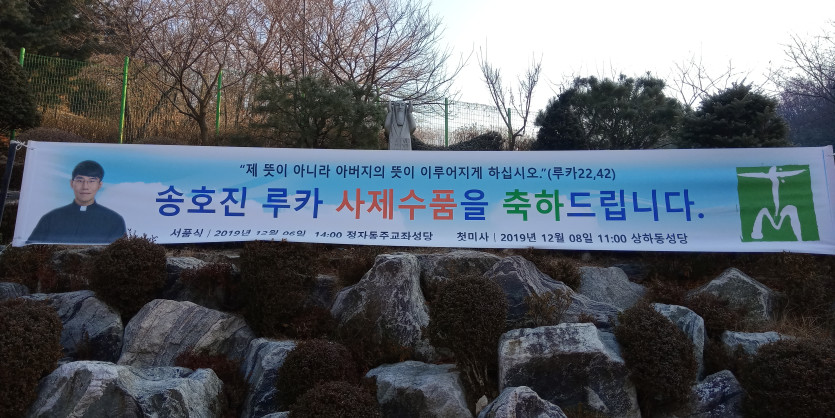 “제 뜻이 아니라 아버지의 뜻이 이루어지게 하십시오.”(루카22,42)
송호진 루카 사제수품을 축하드립니다.
서품식 | 2019년 12월 06일 14:00 정자동주교좌성당 첫미사 | 2019년 12월 08일 11:00 상하동성당